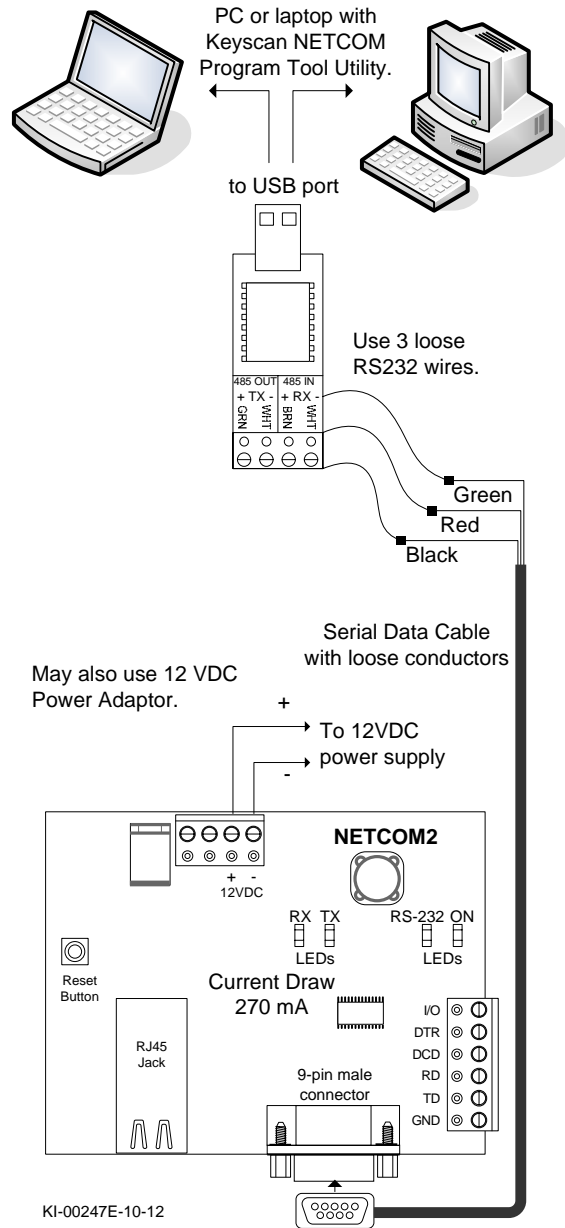 PC or laptop with
Keyscan NETCOM
Program Tool Utility.
to USB port
Use 3 loose
RS232 wires.
485 OUT 485 IN
+ TX - + RX -
GRN WHT BRN WHT
Green
Red
Black
Serial Data Cable
with loose conductors
May also use 12 VDC
Power Adaptor.
+
To 12VDC
power supply
-
NETCOM2
+ -
12VDC
RX TX
LEDs
RS-232 ON
LEDs
Reset
Button
Current Draw
270 mA
RJ45
Jack
I/O
DTR
DCD
RD
TD
GND
9-pin male
connector
KI-00247E-10-12